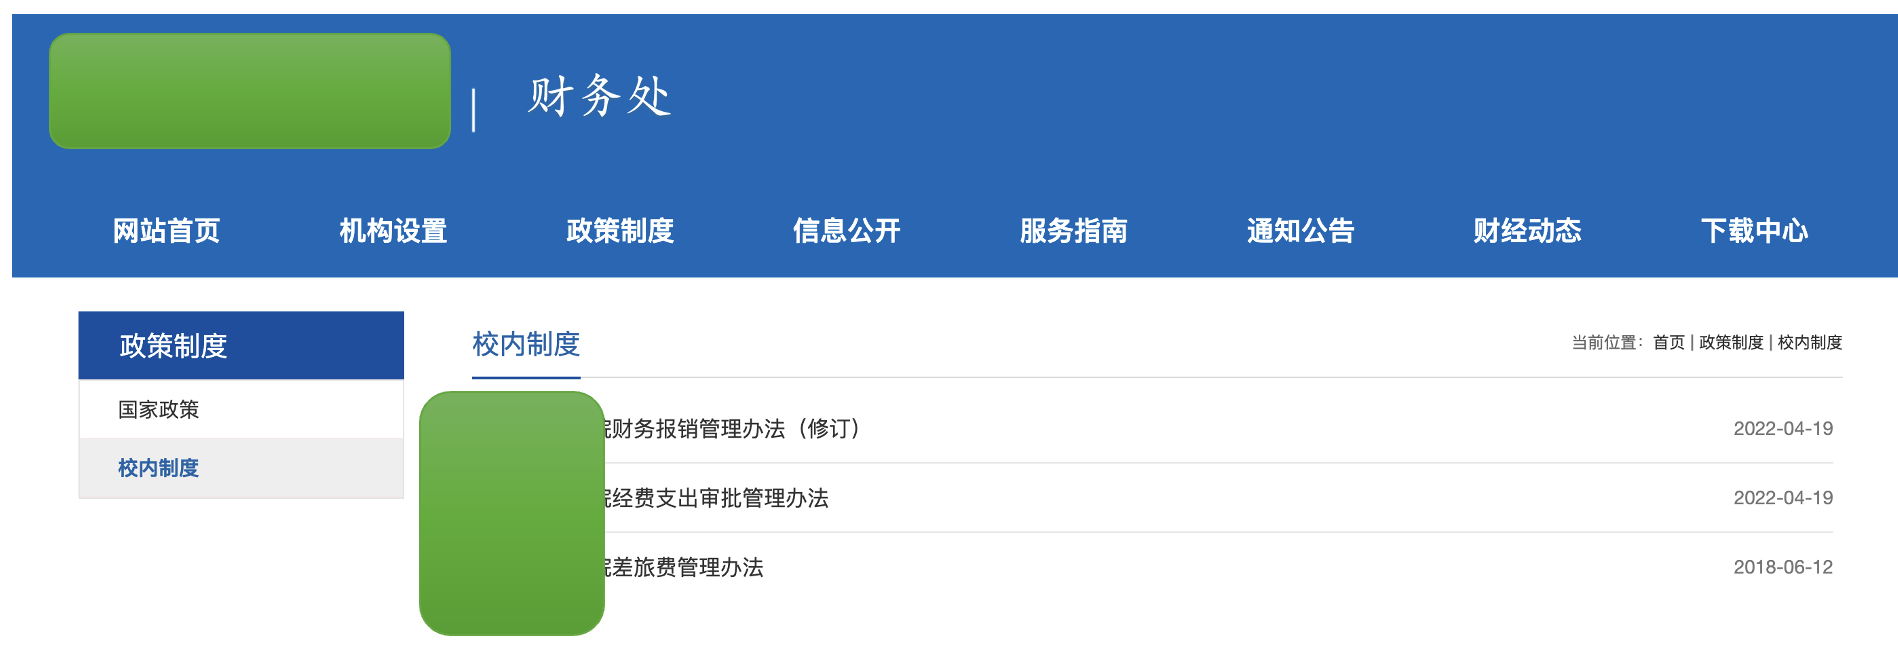 财务处
网站首页 机构设置 政策制度 信息公开 服务指南 通知公告 财经动态 下载中心
政策制度
国家政策
校内制度
校内制度
当前位置：首页 | 政策制度 | 校内制度
院财务报销管理办法（修订） 2022-04-19
院经费支出审批管理办法 2022-04-19
院差旅费管理办法 2018-06-12